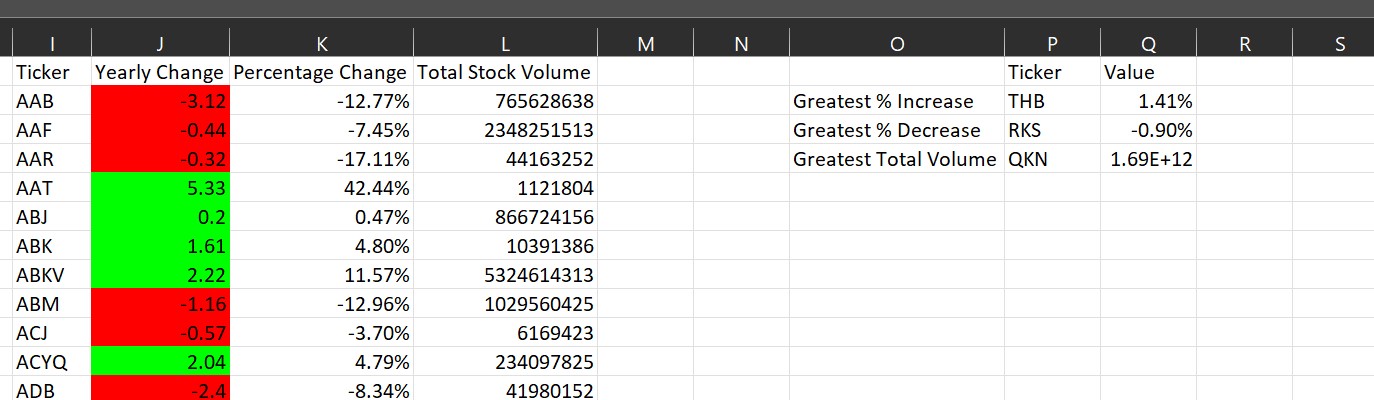 I J K L M N O P Q R S
Ticker Yearly Change Percentage Change Total Stock Volume Ticker Value
AAB -3.12 -12.77% 765628638 Greatest % Increase THB 1.41%
AAF -0.44 -7.45% 2348251513 Greatest % Decrease RKS -0.90%
AAR -0.32 -17.11% 44163252 Greatest Total Volume QKN 1.69E+12
AAT 5.33 42.44% 1121804
ABJ 0.2 0.47% 866724156
ABK 1.61 4.80% 10391386
ABKV 2.22 11.57% 5324614313
ABM -1.16 -12.96% 1029560425
ACJ -0.57 -3.70% 6169423
ACYQ 2.04 4.79% 234097825
ADB -2.4 -8.34% 41980152